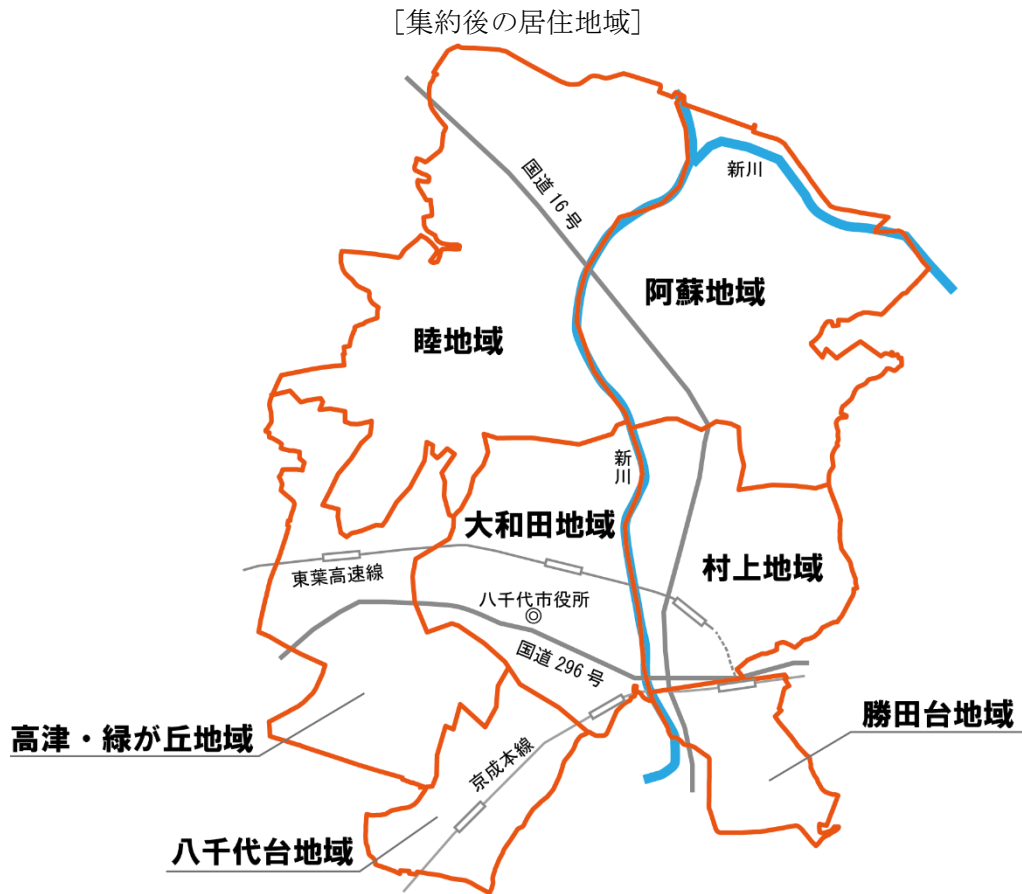 [集約後の居住地域]
新川
国道16号
阿蘇地域
睦地域
新川
大和田地域
村上地域
東葉高速線
八千代市役所
国道296号
勝田台地域
高津・緑が丘地域
京成本線
八千代台地域